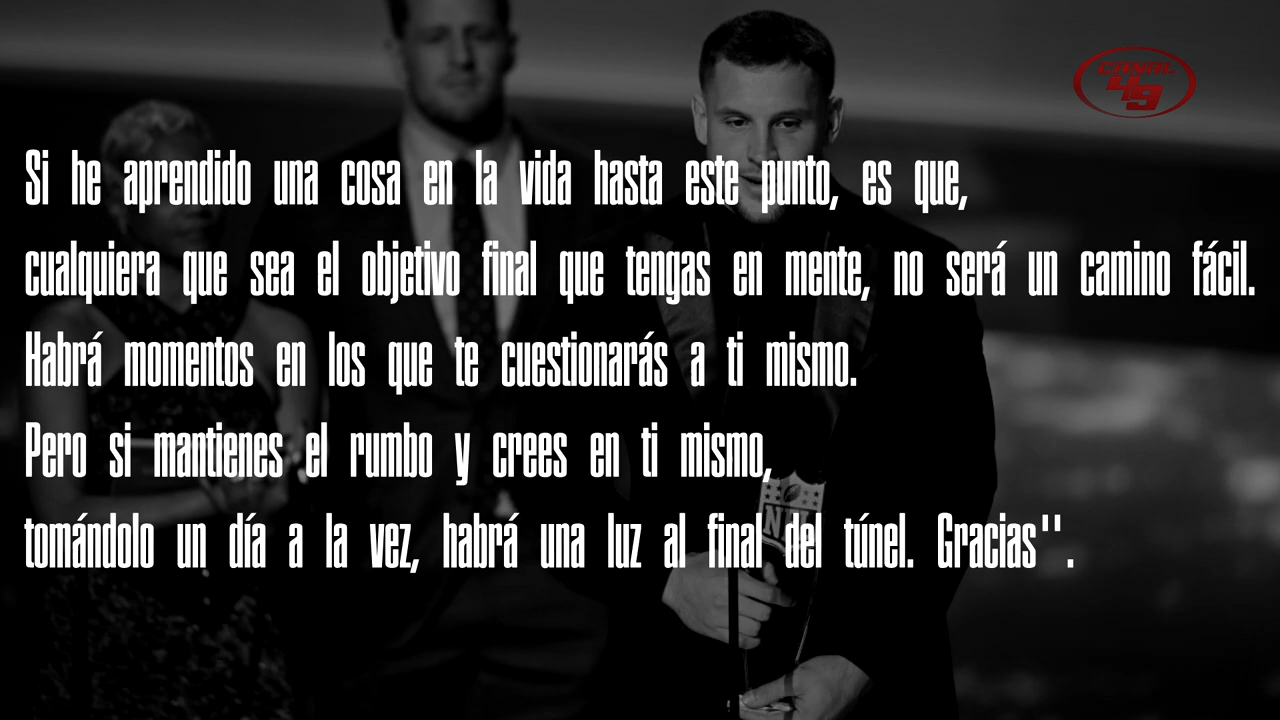 CANAL
49
Si he aprendido una cosa en la vida hasta este punto, es que,
cualquiera que sea el objetivo final que tengas en mente, no será un camino fácil.
Habrá momentos en los que te cuestionarás a ti mismo.
Pero si mantienes el rumbo y crees en ti mismo,
tomándolo un día a la vez, habrá una luz al final del túnel. Gracias".